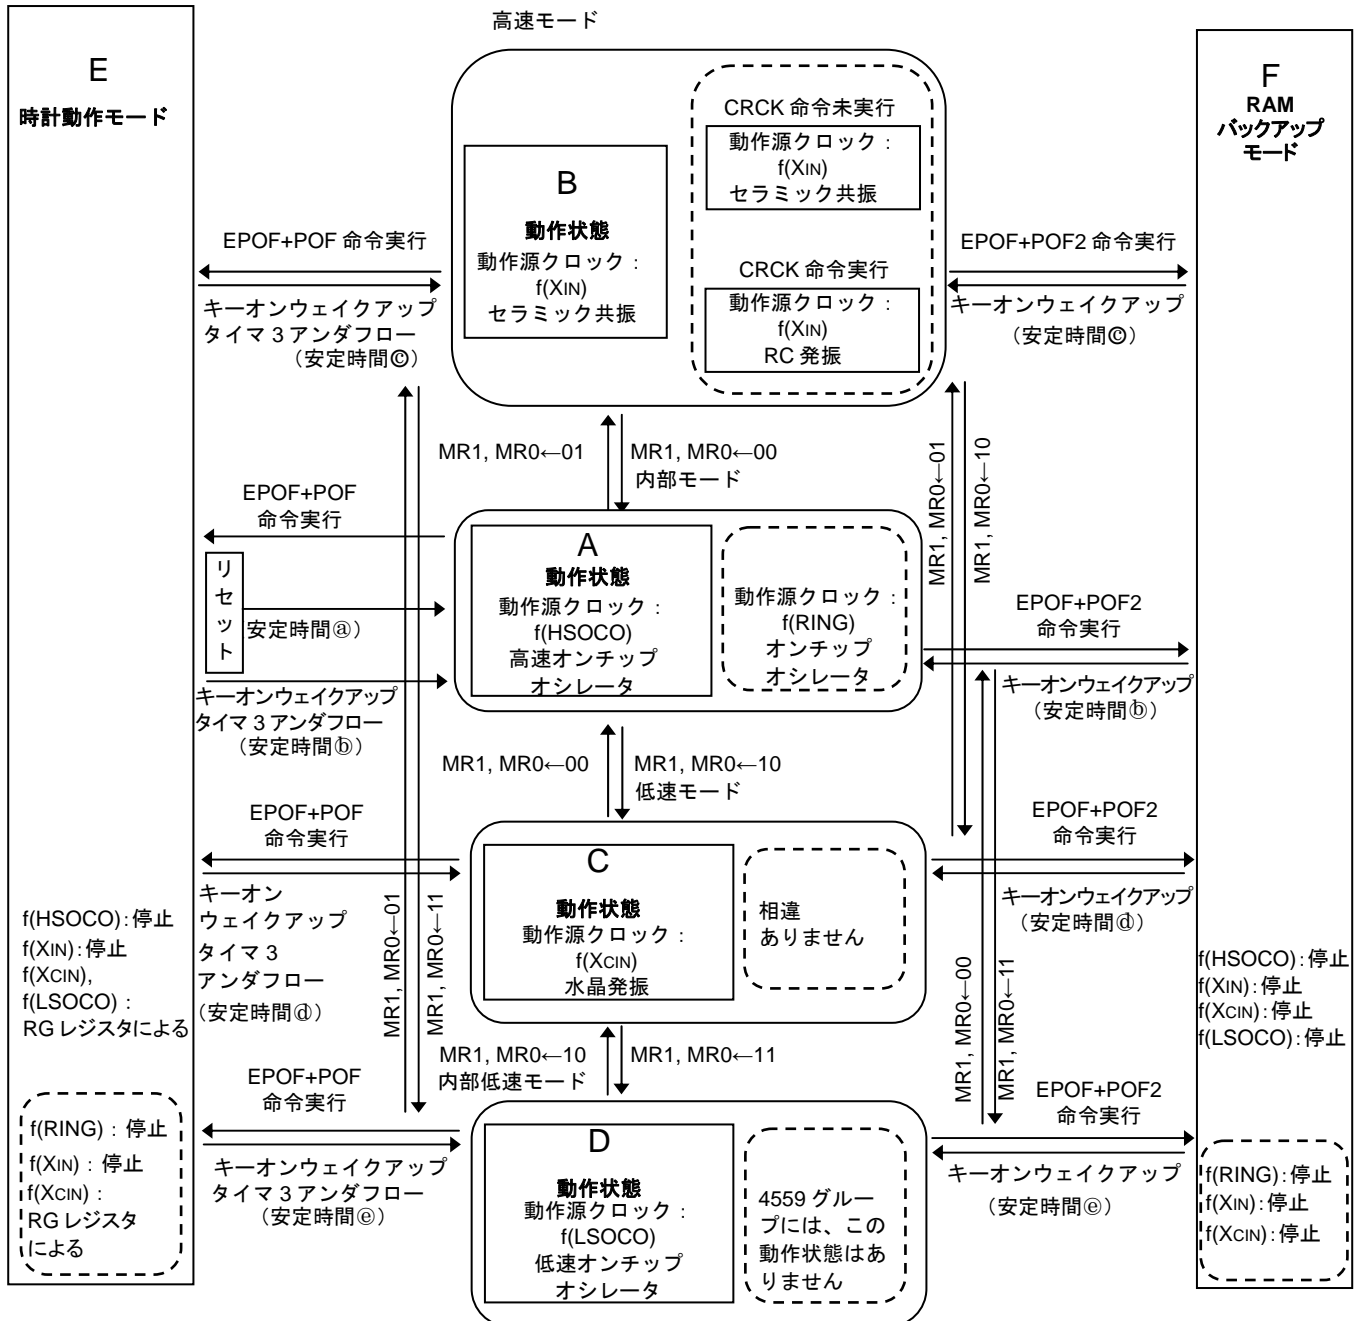 高速モード
E
時計動作モード
F
RAM
バックアップ
モード
B
動作状態
動作源クロック：
f(XIN)
セラミック共振
CRCK 命令未実行
動作源クロック：
f(XIN)
セラミック共振
CRCK 命令実行
動作源クロック：
f(XIN)
RC 発振
EPOF+POF 命令実行
キーオンウェイクアップ
タイマ 3 アンダフロー
（安定時間©）
EPOF+POF2 命令実行
キーオンウェイクアップ
（安定時間©）
MR1, MR0←01
MR1, MR0←00
内部モード
MR1, MR0←01
MR1, MR0←10
EPOF+POF
命令実行
リセット
安定時間ⓐ）
キーオンウェイクアップ
タイマ 3 アンダフロー
（安定時間ⓑ）
A
動作状態
動作源クロック：
f(HSOCO)
高速オンチップ
オシレータ
動作源クロック：
f(RING)
オンチップ
オシレータ
EPOF+POF2
命令実行
キーオンウェイクアップ
（安定時間ⓑ）
MR1, MR0←00
MR1, MR0←10
低速モード
EPOF+POF
命令実行
キーオン
ウェイクアップ
タイマ 3
アンダフロー
（安定時間ⓓ）
MR1, MR0←01
MR1, MR0←11
C
動作状態
動作源クロック：
f(XCIN)
水晶発振
相違
ありません
EPOF+POF2
命令実行
キーオンウェイクアップ
（安定時間ⓓ）
MR1, MR0←00
MR1, MR0←11
f(HSOCO)：停止
f(XIN)：停止
f(XCIN),
f(LSOCO)：
RG レジスタによる
f(HSOCO)：停止
f(XIN)：停止
f(XCIN)：停止
f(LSOCO)：停止
MR1, MR0←10
内部低速モード
MR1, MR0←11
EPOF+POF
命令実行
キーオンウェイクアップ
タイマ 3 アンダフロー
（安定時間ⓔ）
D
動作状態
動作源クロック：
f(LSOCO)
低速オンチップ
オシレータ
4559 グルー
プには、この
動作状態はあ
りません
EPOF+POF2
命令実行
キーオンウェイクアップ
（安定時間ⓔ）
f(RING)：停止
f(XIN)：停止
f(XCIN)：
RG レジスタ
による
f(RING)：停止
f(XIN)：停止
f(XCIN)：停止